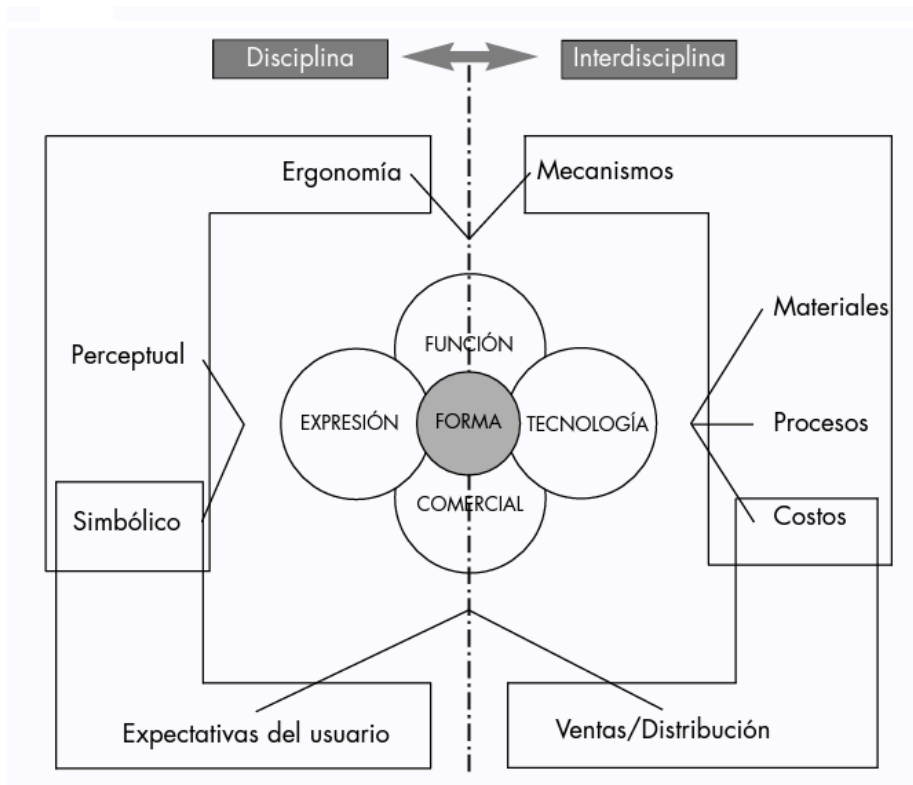 Disciplina
Interdisciplina
Ergonomía
Mecanismos
Materiales
FUNCIÓN
Perceptual
EXPRESIÓN
FORMA
TECNOLOGÍA
Procesos
COMERCIAL
Simbólico
Costos
Expectativas del usuario
Ventas/Distribución